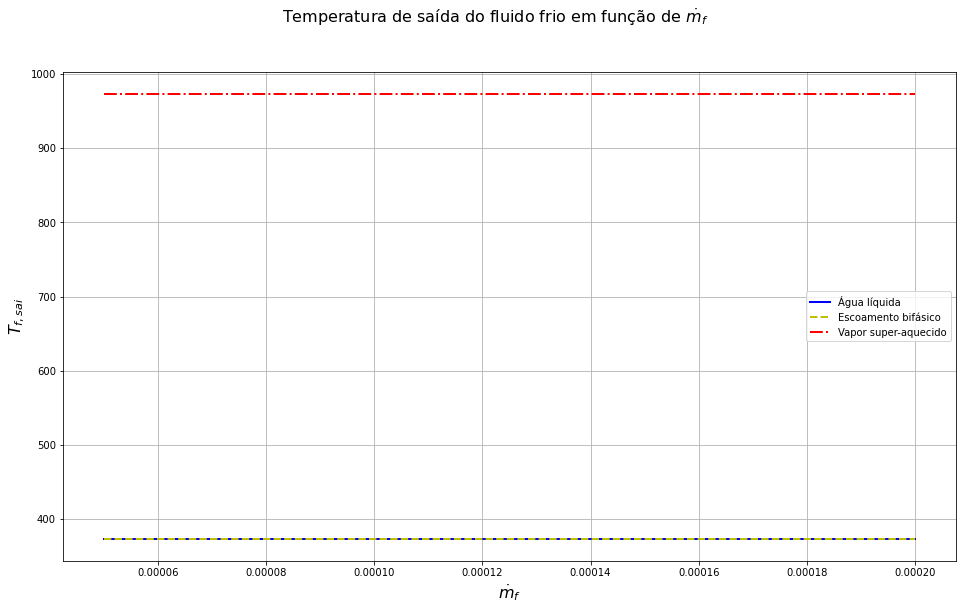 Temperatura de saída do fluido frio em função de ṁ_f
1000
900
800
700
600
500
400
T_{f, sai}
Água líquida
Escoamento bifásico
Vapor super-aquecido
0.00006 0.00008 0.00010 0.00012 0.00014 0.00016 0.00018 0.00020
ṁ_f